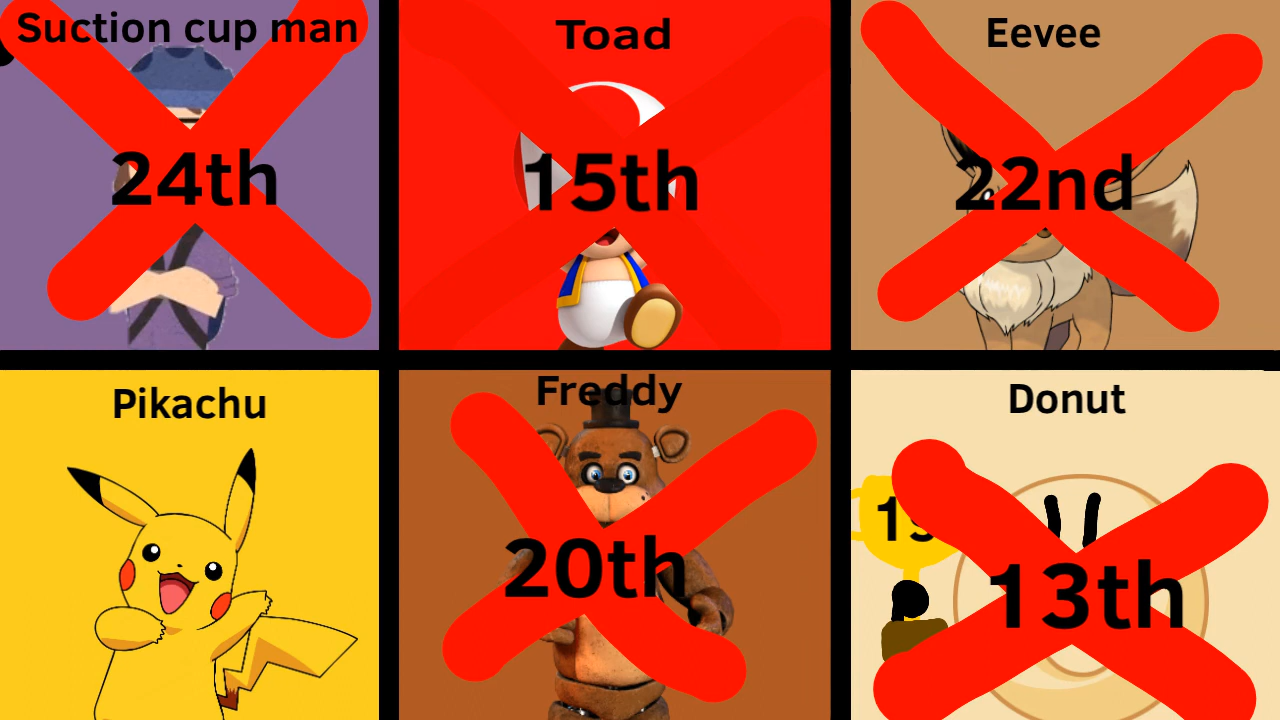 Suction cup man
24th
Toad
15th
Eevee
22nd
Pikachu
Freddy
20th
Donut
13th